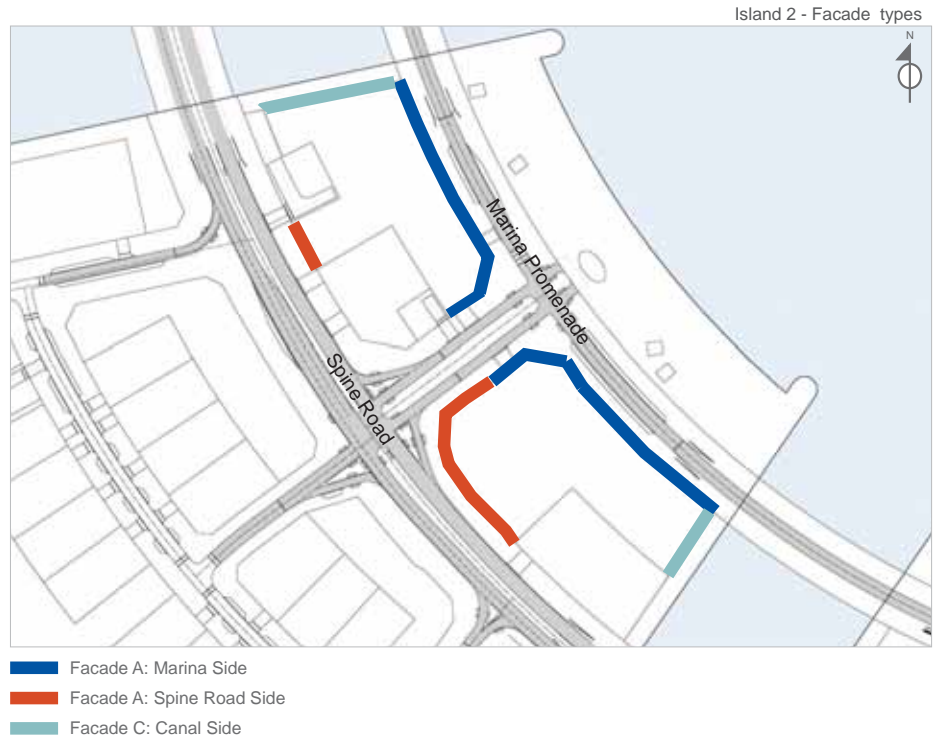 Island 2 - Facade types
N
Marina Promenade
Spine Road
Facade A: Marina Side
Facade A: Spine Road Side
Facade C: Canal Side